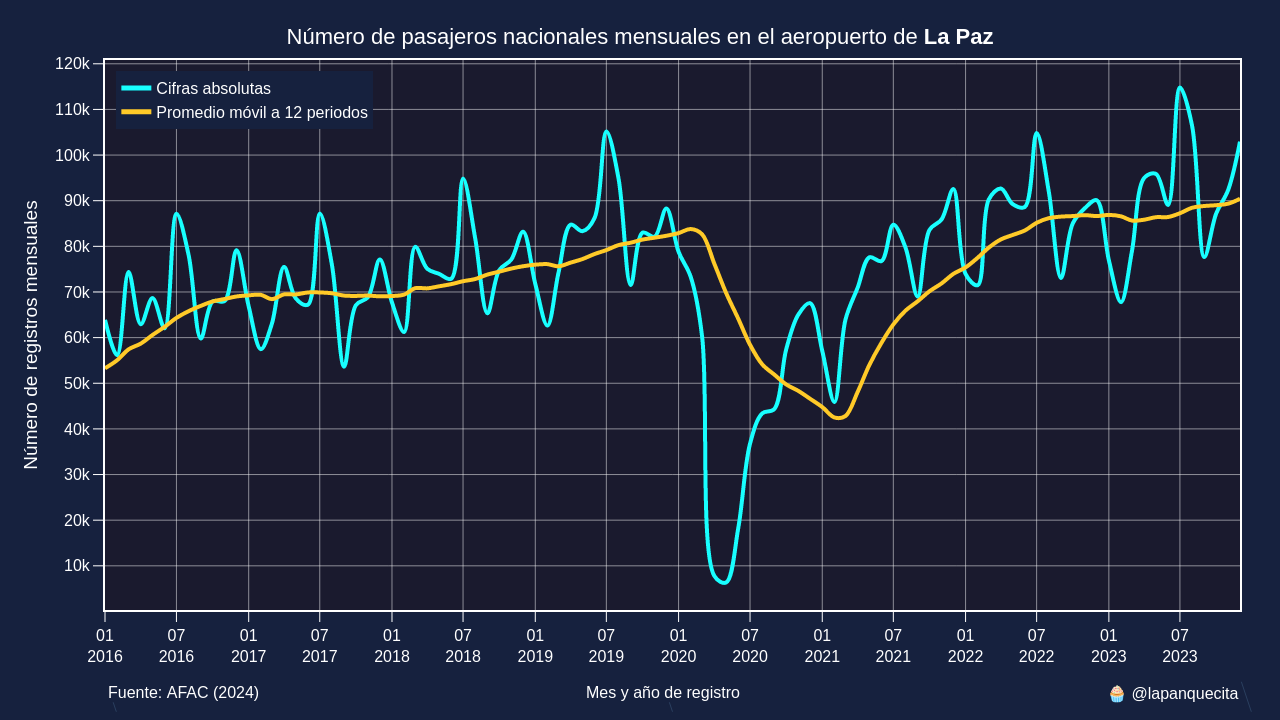 Número de pasajeros nacionales mensuales en el aeropuerto de La Paz
Cifras absolutas
Promedio móvil a 12 periodos
Número de registros mensuales
120k
110k
100k
90k
80k
70k
60k
50k
40k
30k
20k
10k
01 07 01 07 01 07 01 07 01 07 01 07 01 07 01 07
2016 2016 2017 2017 2018 2018 2019 2019 2020 2020 2021 2021 2022 2022 2023 2023
Fuente: AFAC (2024)
Mes y año de registro
🧁 @lapanquecita